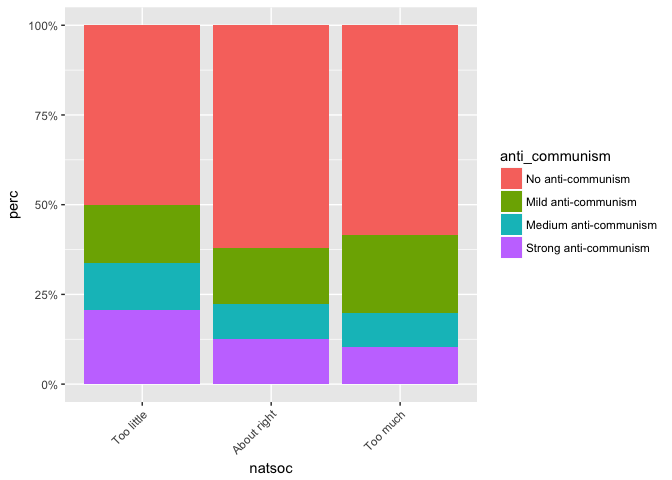 100%
75%
50%
25%
0%
perc
Too little
About right
Too much
natsoc
anti_communism
No anti-communism
Mild anti-communism
Medium anti-communism
Strong anti-communism